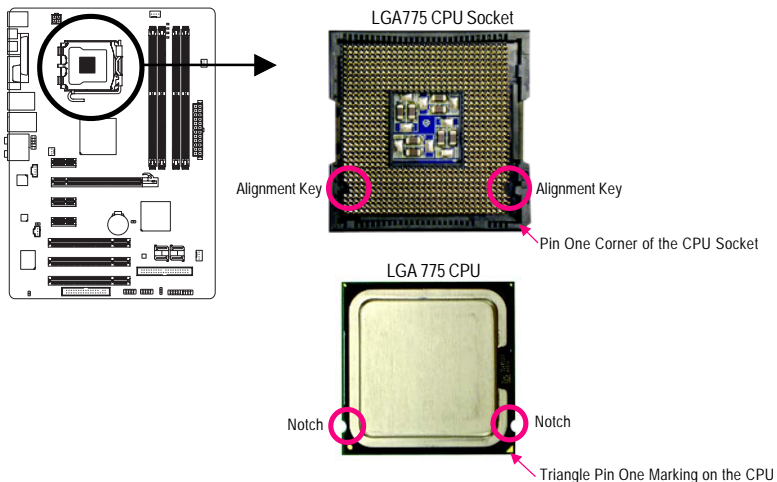 LGA775 CPU Socket
Alignment Key
Alignment Key
Pin One Corner of the CPU Socket
LGA 775 CPU
Notch
Notch
Triangle Pin One Marking on the CPU